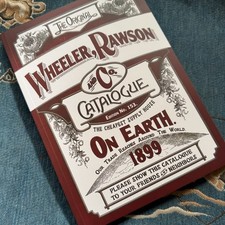 The Original
Wheeler, Rawson
and Co.
Catalogue
Edition No. 153.
The Cheapest Supply House
On Earth
Our Trade Reaches Around The World
1899
Please Show This Catalogue
To Your Friends & Neighbors